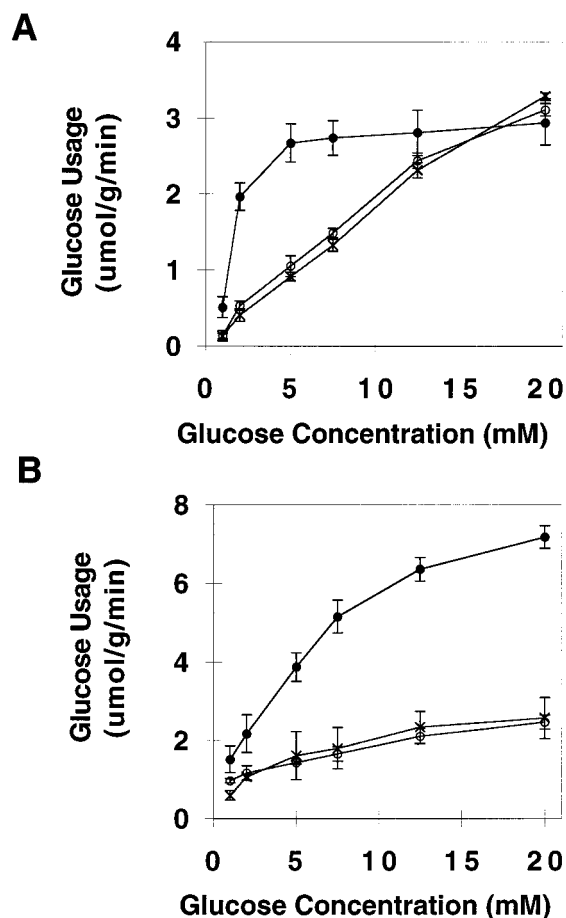 A
4
3
2
1
0
0 5 10 15 20
Glucose Usage
(umol/g/min)
Glucose Concentration (mM)
B
8
6
4
2
0
0 5 10 15 20
Glucose Usage
(umol/g/min)
Glucose Concentration (mM)